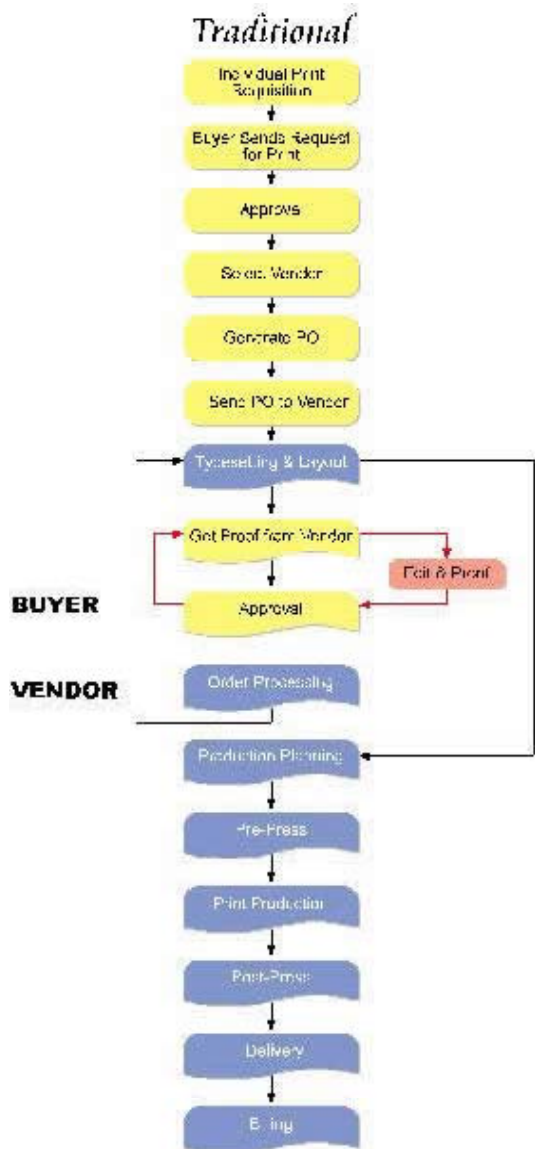 Traditional
Individual Print
Requisition
Buyer Sends Request
for Print
Approve
Select Vendor
Generate PO
Send PO to Vendor
Typesetting & Layout
Get Proof from Vendor
Edit & Proof
BUYER
Approval
VENDOR
Order Processing
Production Planning
Pre-Press
Print Production
Post-Press
Delivery
Billing